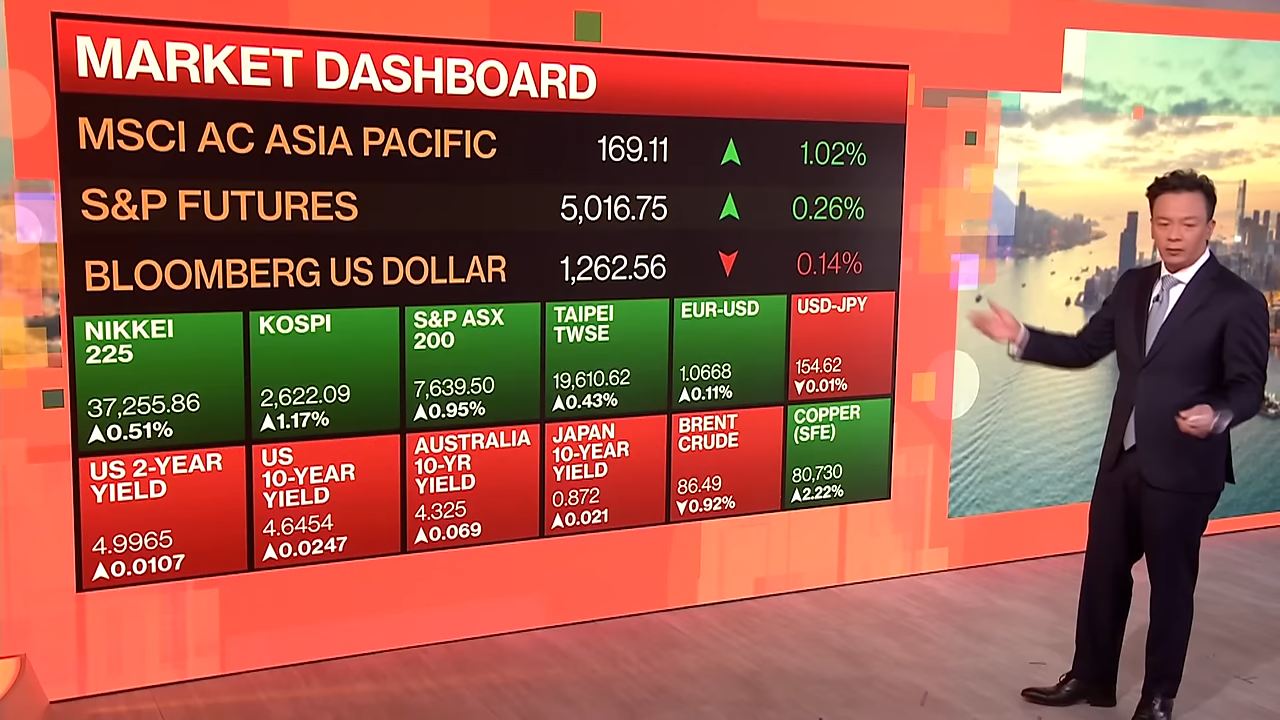 MARKET DASHBOARD
MSCI AC ASIA PACIFIC 169.11 ▲ 1.02%
S&P FUTURES 5,016.75 ▲ 0.26%
BLOOMBERG US DOLLAR 1,262.56 ▼ 0.14%
NIKKEI
225
37,255.86
▲0.51%
KOSPI
2,622.09
▲1.17%
S&P ASX
200
7,639.50
▲0.95%
TAIPEI
TWSE
19,610.62
▲0.43%
EUR-USD
1.0668
▲0.11%
USD-JPY
154.62
▼0.01%
US 2-YEAR
YIELD
4.9965
▲0.0107
US
10-YEAR
YIELD
4.6454
▲0.0247
AUSTRALIA
10-YR
YIELD
4.325
▲0.069
JAPAN
10-YEAR
YIELD
0.872
▲0.021
BRENT
CRUDE
86.49
▼0.92%
COPPER
(SFE)
80,730
▲2.22%